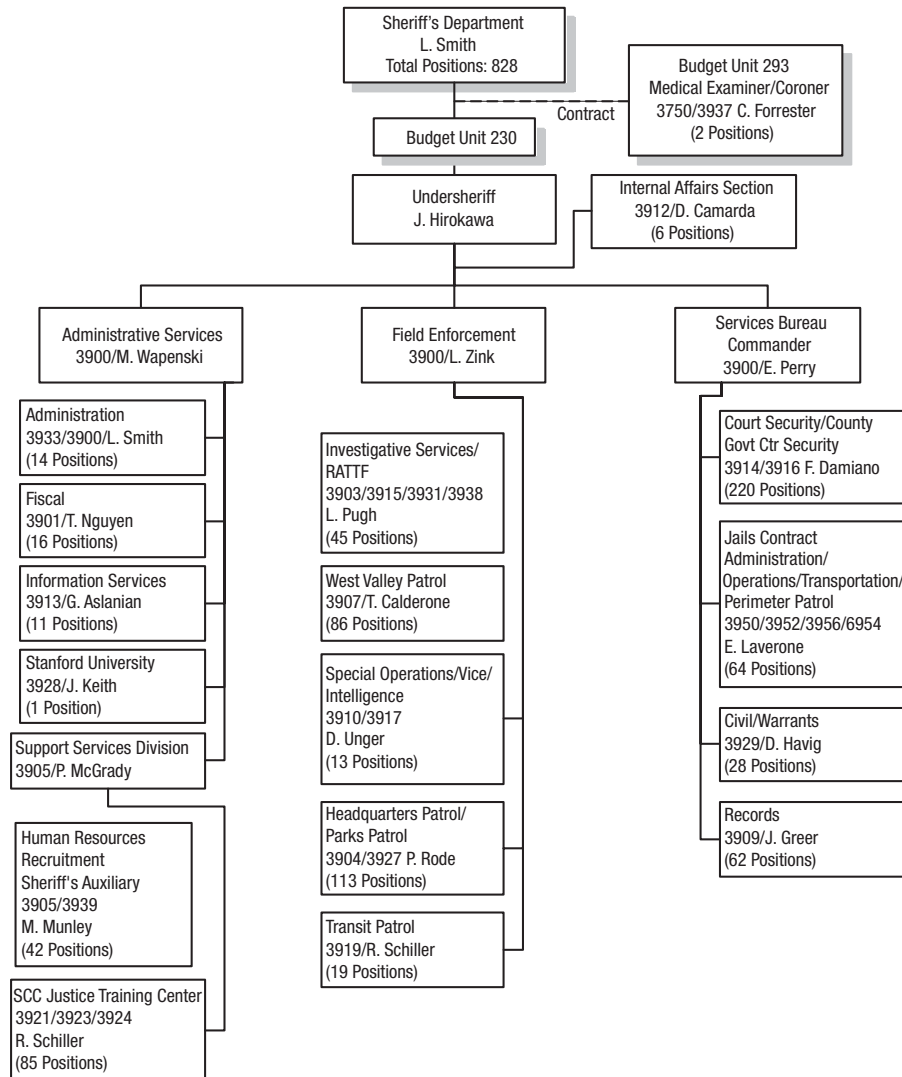 Sheriff's Department
L. Smith
Total Positions: 828
Budget Unit 293
Medical Examiner/Coroner
3750/3937 C. Forrester
(2 Positions)
Contract
Budget Unit 230
Undersheriff
J. Hirokawa
Internal Affairs Section
3912/D. Camarda
(6 Positions)
Administrative Services
3900/M. Wapenski
Field Enforcement
3900/L. Zink
Services Bureau
Commander
3900/E. Perry
Administration
3933/3900/L. Smith
(14 Positions)
Fiscal
3901/T. Nguyen
(16 Positions)
Information Services
3913/G. Aslanian
(11 Positions)
Stanford University
3928/J. Keith
(1 Position)
Support Services Division
3905/P. McGrady
Human Resources
Recruitment
Sheriff's Auxiliary
3905/3939
M. Munley
(42 Positions)
SCC Justice Training Center
3921/3923/3924
R. Schiller
(85 Positions)
Investigative Services/
RATTF
3903/3915/3931/3938
L. Pugh
(45 Positions)
West Valley Patrol
3907/T. Calderone
(86 Positions)
Special Operations/Vice/
Intelligence
3910/3917
D. Unger
(13 Positions)
Headquarters Patrol/
Parks Patrol
3904/3927 P. Rode
(113 Positions)
Transit Patrol
3919/R. Schiller
(19 Positions)
Court Security/County
Govt Ctr Security
3914/3916 F. Damiano
(220 Positions)
Jails Contract
Administration/
Operations/Transportation/
Perimeter Patrol
3950/3952/3956/6954
E. Laverone
(64 Positions)
Civil/Warrants
3929/D. Havig
(28 Positions)
Records
3909/J. Greer
(62 Positions)